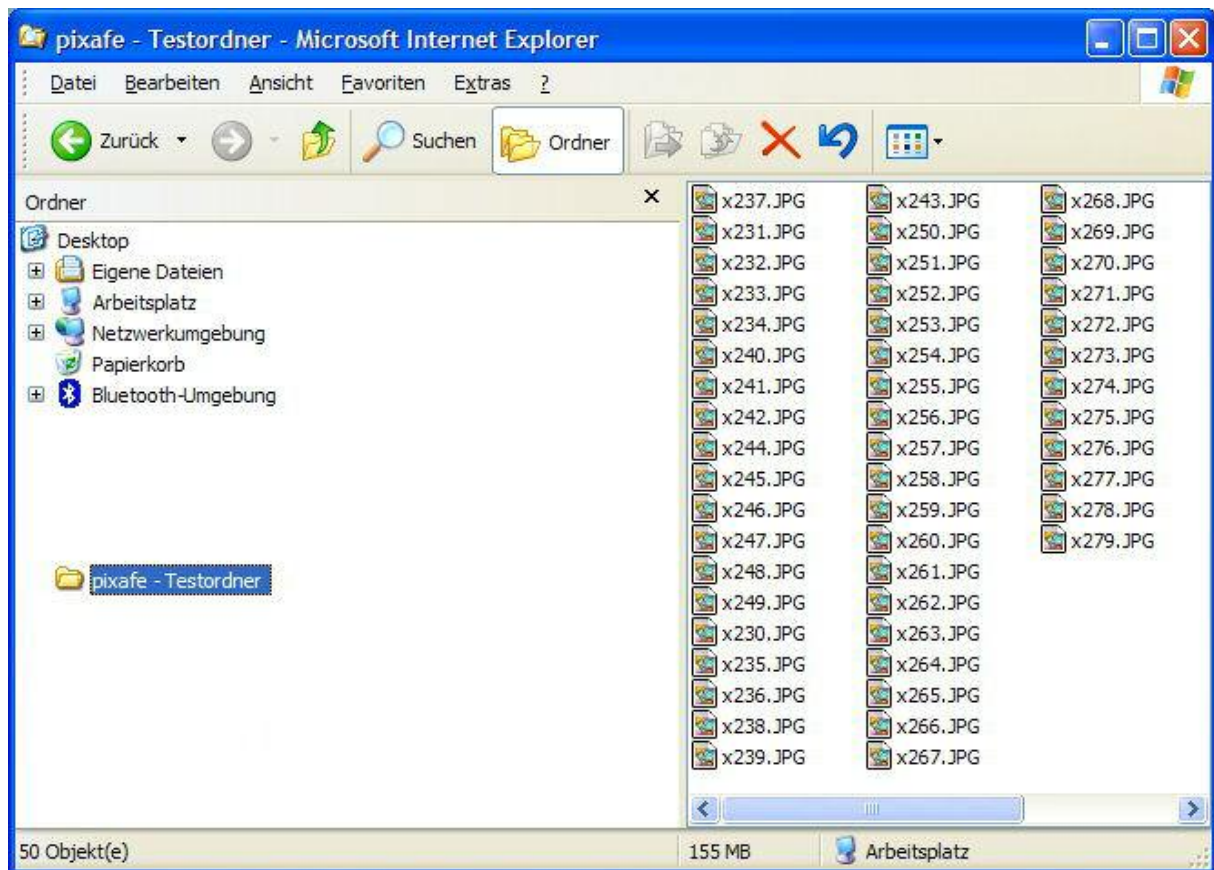 pixafe - Testordner - Microsoft Internet Explorer
Datei Bearbeiten Ansicht Favoriten Extras ?
Zurück Suchen Ordner
Ordner
Desktop
Eigene Dateien
Arbeitsplatz
Netzwerkumgebung
Papierkorb
Bluetooth-Umgebung
pixafe - Testordner
x237.JPG
x231.JPG
x232.JPG
x233.JPG
x234.JPG
x240.JPG
x241.JPG
x242.JPG
x244.JPG
x245.JPG
x246.JPG
x247.JPG
x248.JPG
x249.JPG
x230.JPG
x235.JPG
x236.JPG
x238.JPG
x239.JPG
x243.JPG
x250.JPG
x251.JPG
x252.JPG
x253.JPG
x254.JPG
x255.JPG
x256.JPG
x257.JPG
x258.JPG
x259.JPG
x260.JPG
x261.JPG
x262.JPG
x263.JPG
x264.JPG
x265.JPG
x266.JPG
x267.JPG
x268.JPG
x269.JPG
x270.JPG
x271.JPG
x272.JPG
x273.JPG
x274.JPG
x275.JPG
x276.JPG
x277.JPG
x278.JPG
x279.JPG
50 Objekt(e) 155 MB Arbeitsplatz